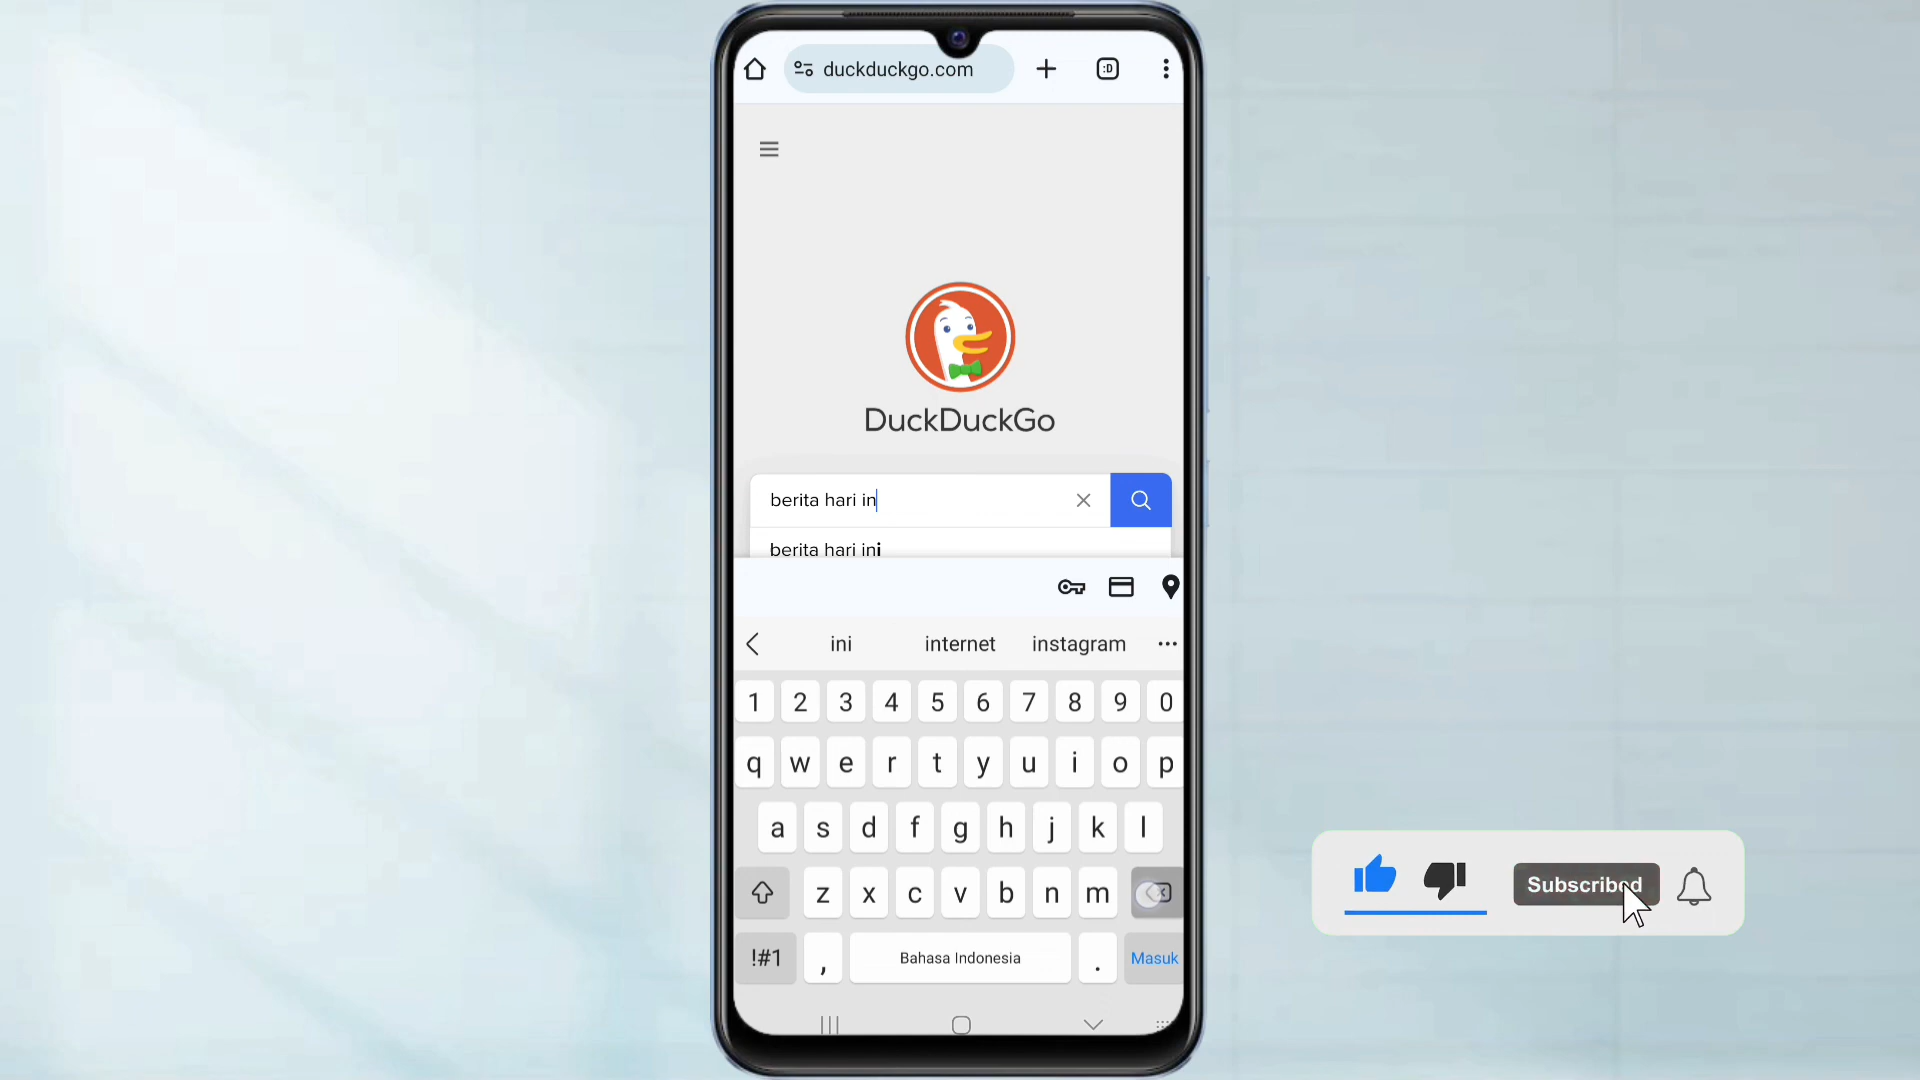 duckduckgo.com
:D
DuckDuckGo
berita hari in
berita hari ini
ini internet instagram ...
1 2 3 4 5 6 7 8 9 0
q w e r t y u i o p
a s d f g h j k l
z x c v b n m
!#1 , Bahasa Indonesia . Masuk
Subscribed